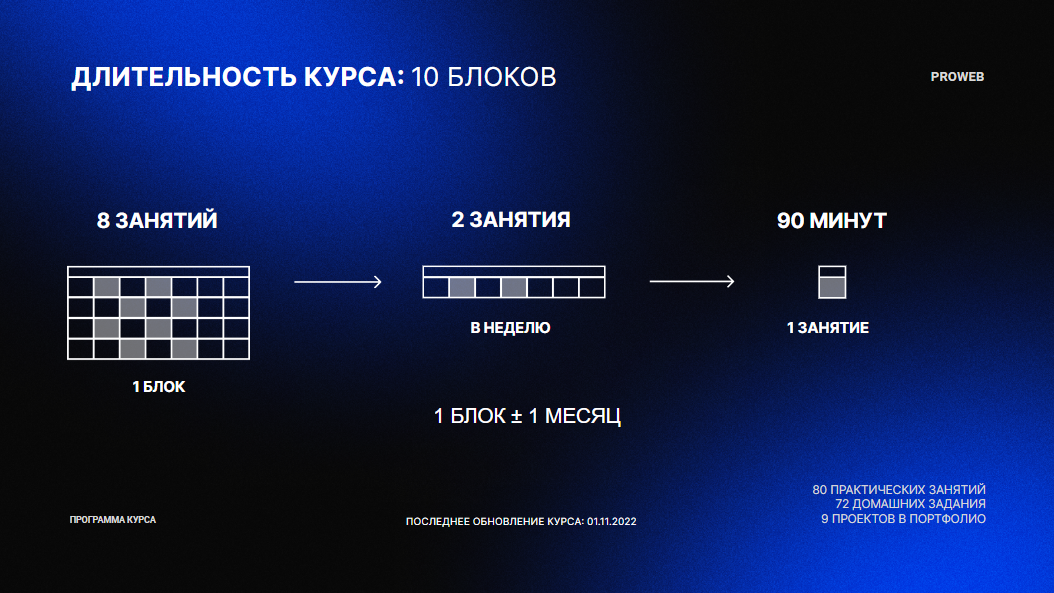 ДЛИТЕЛЬНОСТЬ КУРСА: 10 БЛОКОВ
PROWEB
8 ЗАНЯТИЙ
2 ЗАНЯТИЯ
90 МИНУТ
В НЕДЕЛЮ
1 ЗАНЯТИЕ
1 БЛОК
1 БЛОК ± 1 МЕСЯЦ
80 ПРАКТИЧЕСКИХ ЗАНЯТИЙ
72 ДОМАШНИХ ЗАДАНИЯ
9 ПРОЕКТОВ В ПОРТФОЛИО
ПРОГРАММА КУРСА
ПОСЛЕДНЕЕ ОБНОВЛЕНИЕ КУРСА: 01.11.2022